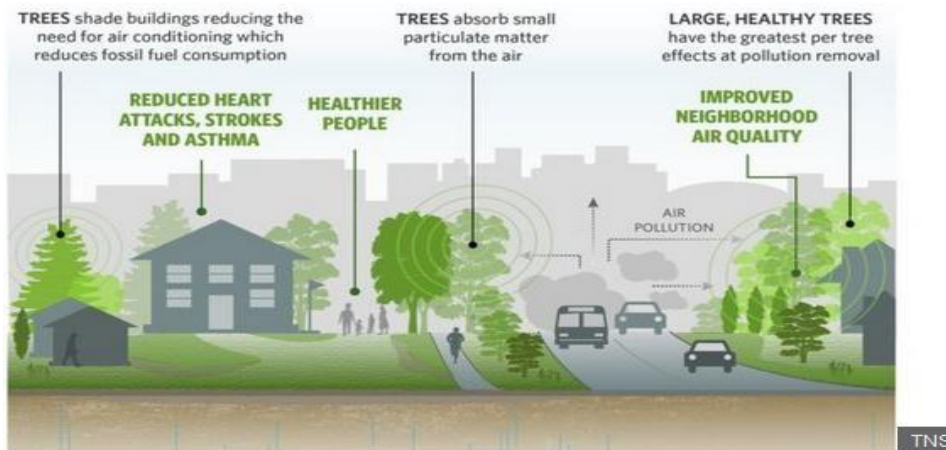 TREES shade buildings reducing the
need for air conditioning which
reduces fossil fuel consumption
TREES absorb small
particulate matter
from the air
LARGE, HEALTHY TREES
have the greatest per tree
effects at pollution removal
REDUCED HEART
ATTACKS, STROKES
AND ASTHMA
HEALTHIER
PEOPLE
IMPROVED
NEIGHBORHOOD
AIR QUALITY
AIR
POLLUTION
TNS